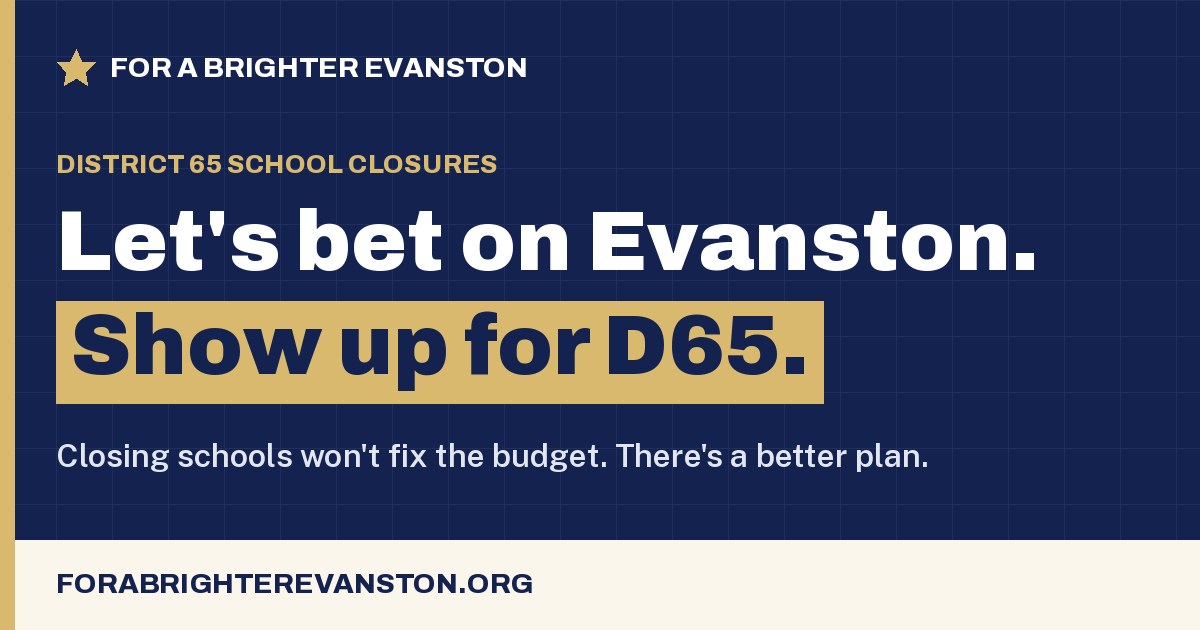 FOR A BRIGHTER EVANSTON
DISTRICT 65 SCHOOL CLOSURES
Let's bet on Evanston.
Show up for D65.
Closing schools won't fix the budget. There's a better plan.
FORABRIGHTEREVANSTON.ORG